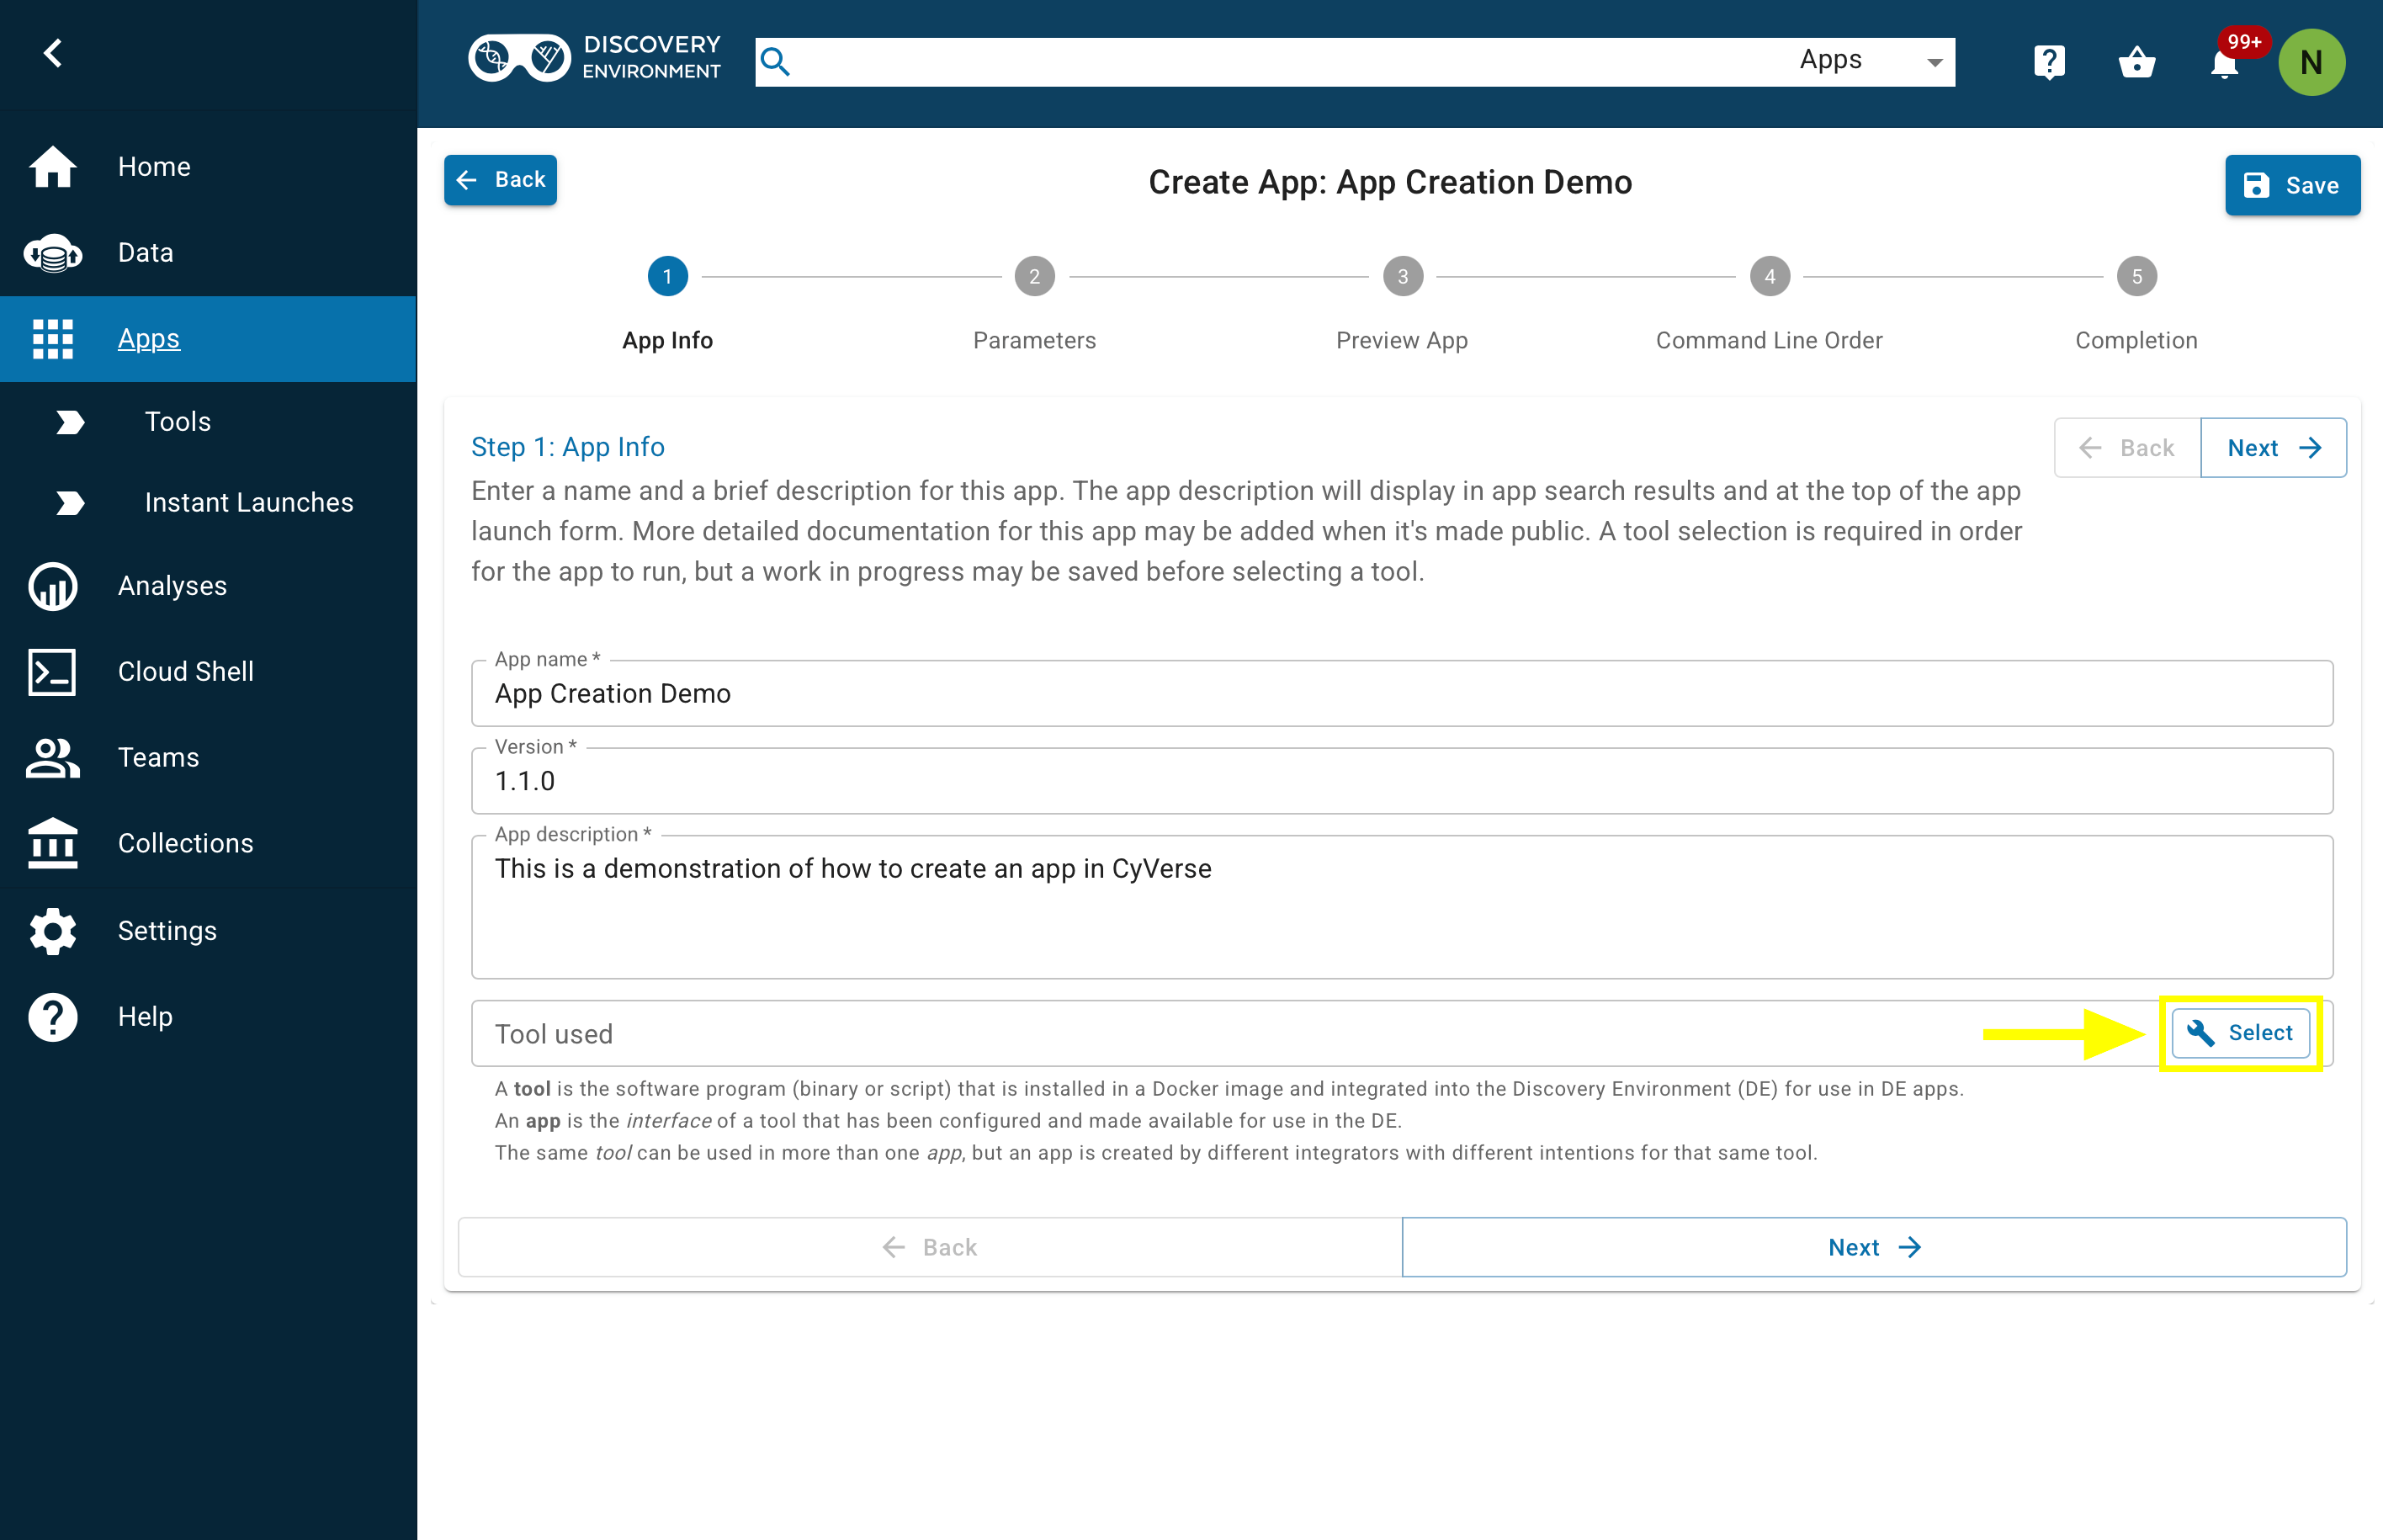 DISCOVERY
ENVIRONMENT
Apps
?
99+
N
Home
Data
Apps
Tools
Instant Launches
Analyses
Cloud Shell
Teams
Collections
Settings
Help
Back
Create App: App Creation Demo
Save
1
2
3
4
5
App Info
Parameters
Preview App
Command Line Order
Completion
Step 1: App Info
Back
Next
Enter a name and a brief description for this app. The app description will display in app search results and at the top of the app
launch form. More detailed documentation for this app may be added when it's made public. A tool selection is required in order
for the app to run, but a work in progress may be saved before selecting a tool.
App name *
App Creation Demo
Version *
1.1.0
App description *
This is a demonstration of how to create an app in CyVerse
Tool used
Select
A tool is the software program (binary or script) that is installed in a Docker image and integrated into the Discovery Environment (DE) for use in DE apps.
An app is the interface of a tool that has been configured and made available for use in the DE.
The same tool can be used in more than one app, but an app is created by different integrators with different intentions for that same tool.
Back
Next